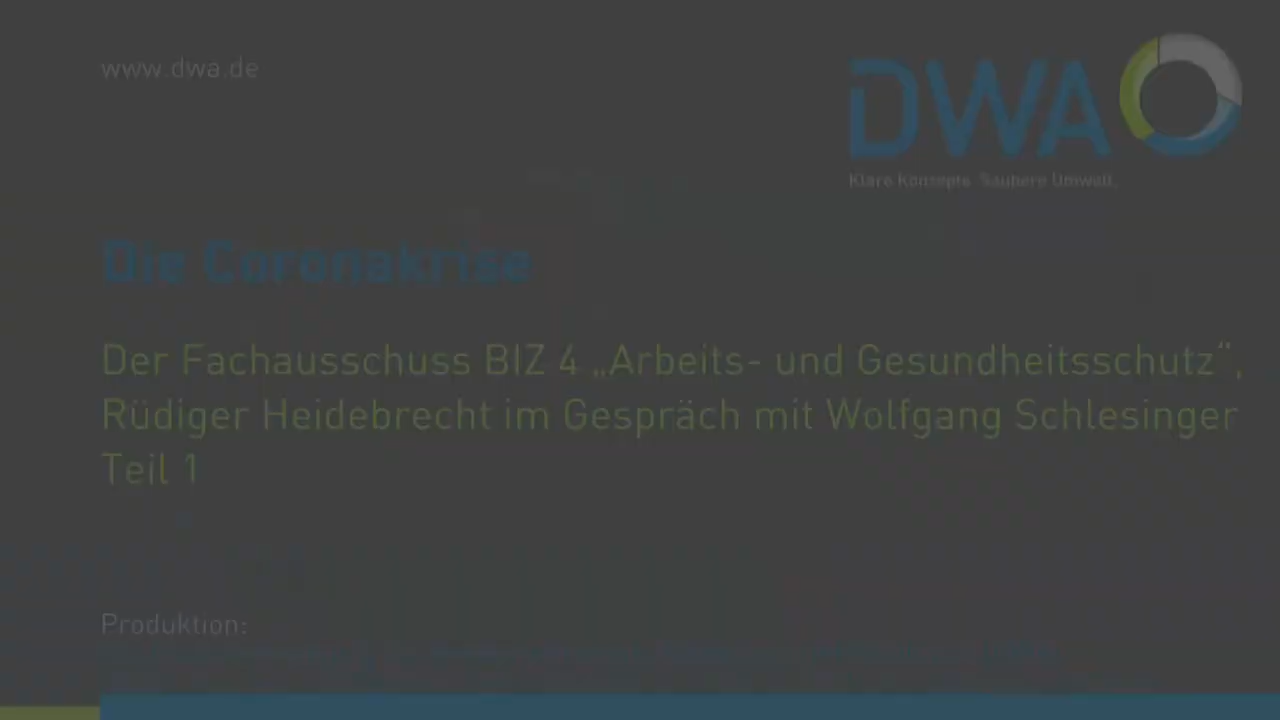 www.dwa.de
DWA
Klare Konzepte. Saubere Umwelt.
Die Coronakrise
Der Fachausschuss BIZ 4 „Arbeits- und Gesundheitsschutz“,
Rüdiger Heidebrecht im Gespräch mit Wolfgang Schlesinger
Teil 1
Produktion: